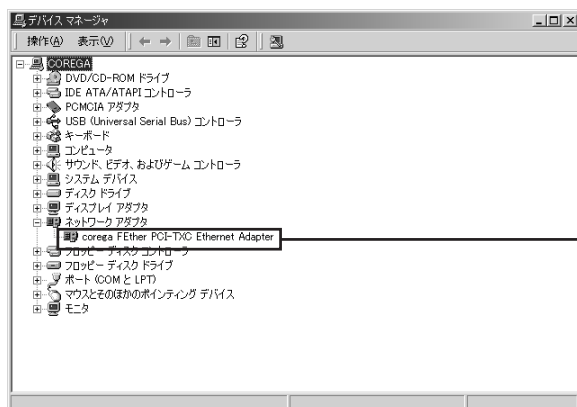 デバイス マネージャ
操作(A) 表示(V)
COREGA
DVD/CD-ROM ドライブ
IDE ATA/ATAPI コントローラ
PCMCIA アダプタ
USB (Universal Serial Bus) コントローラ
キーボード
コンピュータ
サウンド、ビデオ、およびゲーム コントローラ
システム デバイス
ディスク ドライブ
ディスプレイ アダプタ
ネットワーク アダプタ
corega FEther PCI-TXC Ethernet Adapter
フロッピー ディスク コントローラ
フロッピー ディスク ドライブ
ポート (COM と LPT)
マウスとそのほかのポインティング デバイス
モニタ